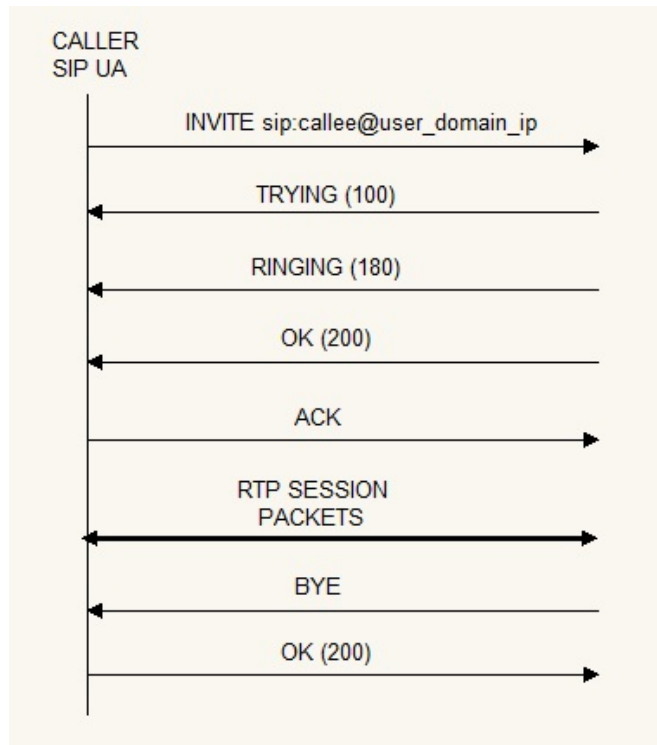 CALLER
SIP UA
INVITE sip:callee@user_domain_ip
TRYING (100)
RINGING (180)
OK (200)
ACK
RTP SESSION
PACKETS
BYE
OK (200)